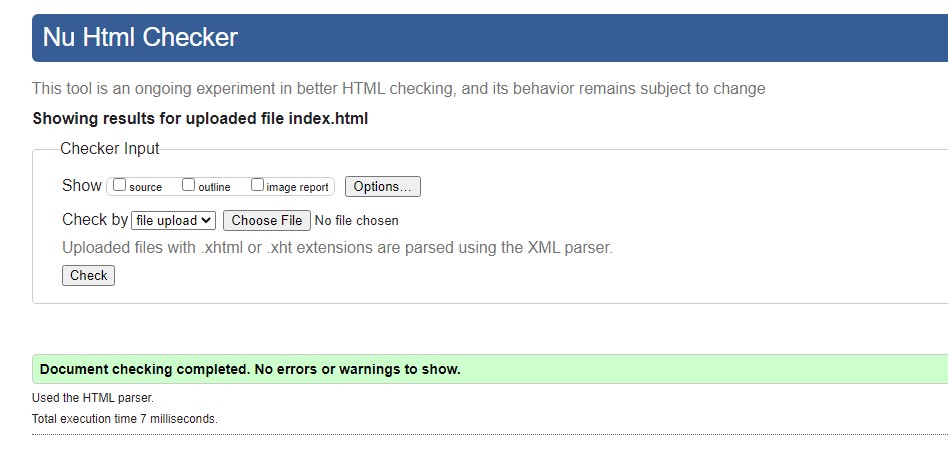 Nu Html Checker
This tool is an ongoing experiment in better HTML checking, and its behavior remains subject to change
Showing results for uploaded file index.html
Checker Input
Show source outline image report Options...
Check by file upload Choose File No file chosen
Uploaded files with .xhtml or .xht extensions are parsed using the XML parser.
Check
Document checking completed. No errors or warnings to show.
Used the HTML parser.
Total execution time 7 milliseconds.